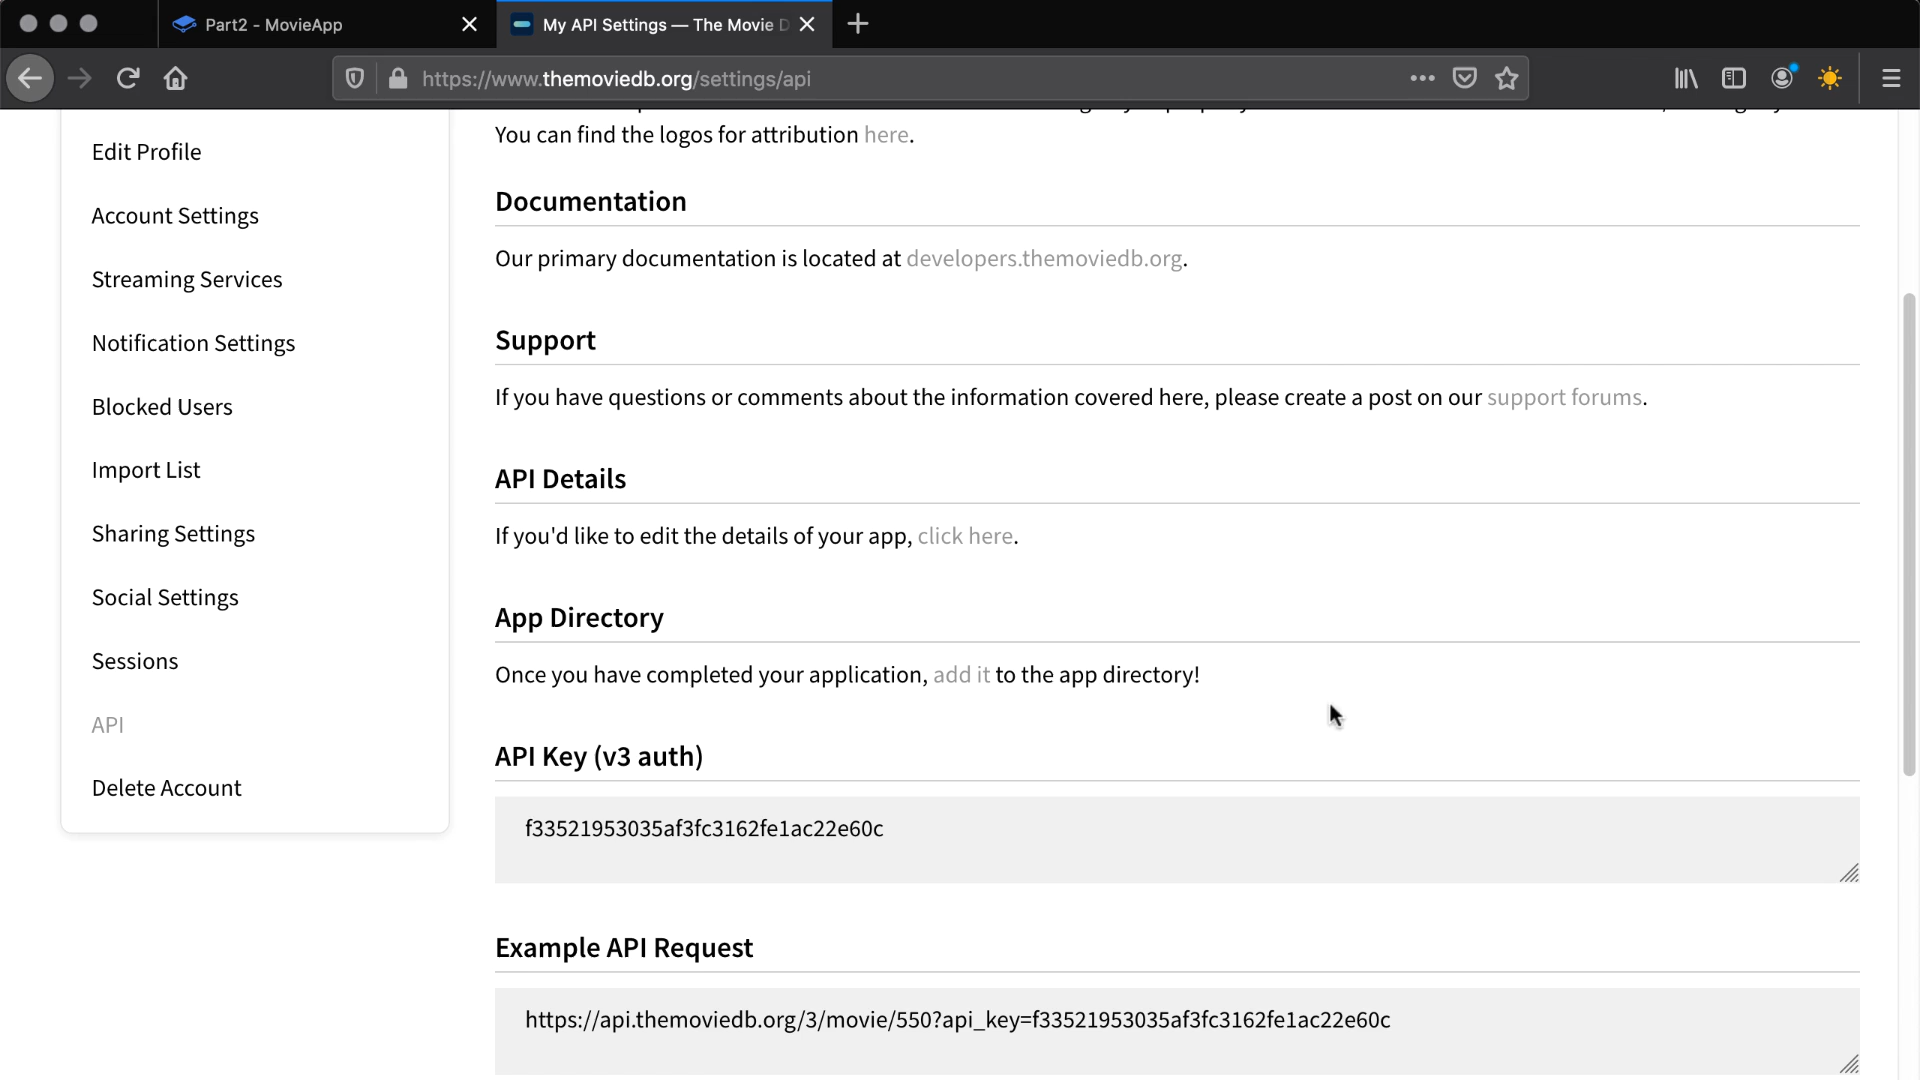 Part2 - MovieApp
My API Settings — The Movie D
https://www.themoviedb.org/settings/api
Edit Profile
Account Settings
Streaming Services
Notification Settings
Blocked Users
Import List
Sharing Settings
Social Settings
Sessions
API
Delete Account
You can find the logos for attribution here.
Documentation
Our primary documentation is located at developers.themoviedb.org.
Support
If you have questions or comments about the information covered here, please create a post on our support forums.
API Details
If you'd like to edit the details of your app, click here.
App Directory
Once you have completed your application, add it to the app directory!
API Key (v3 auth)
f33521953035af3fc3162fe1ac22e60c
Example API Request
https://api.themoviedb.org/3/movie/550?api_key=f33521953035af3fc3162fe1ac22e60c